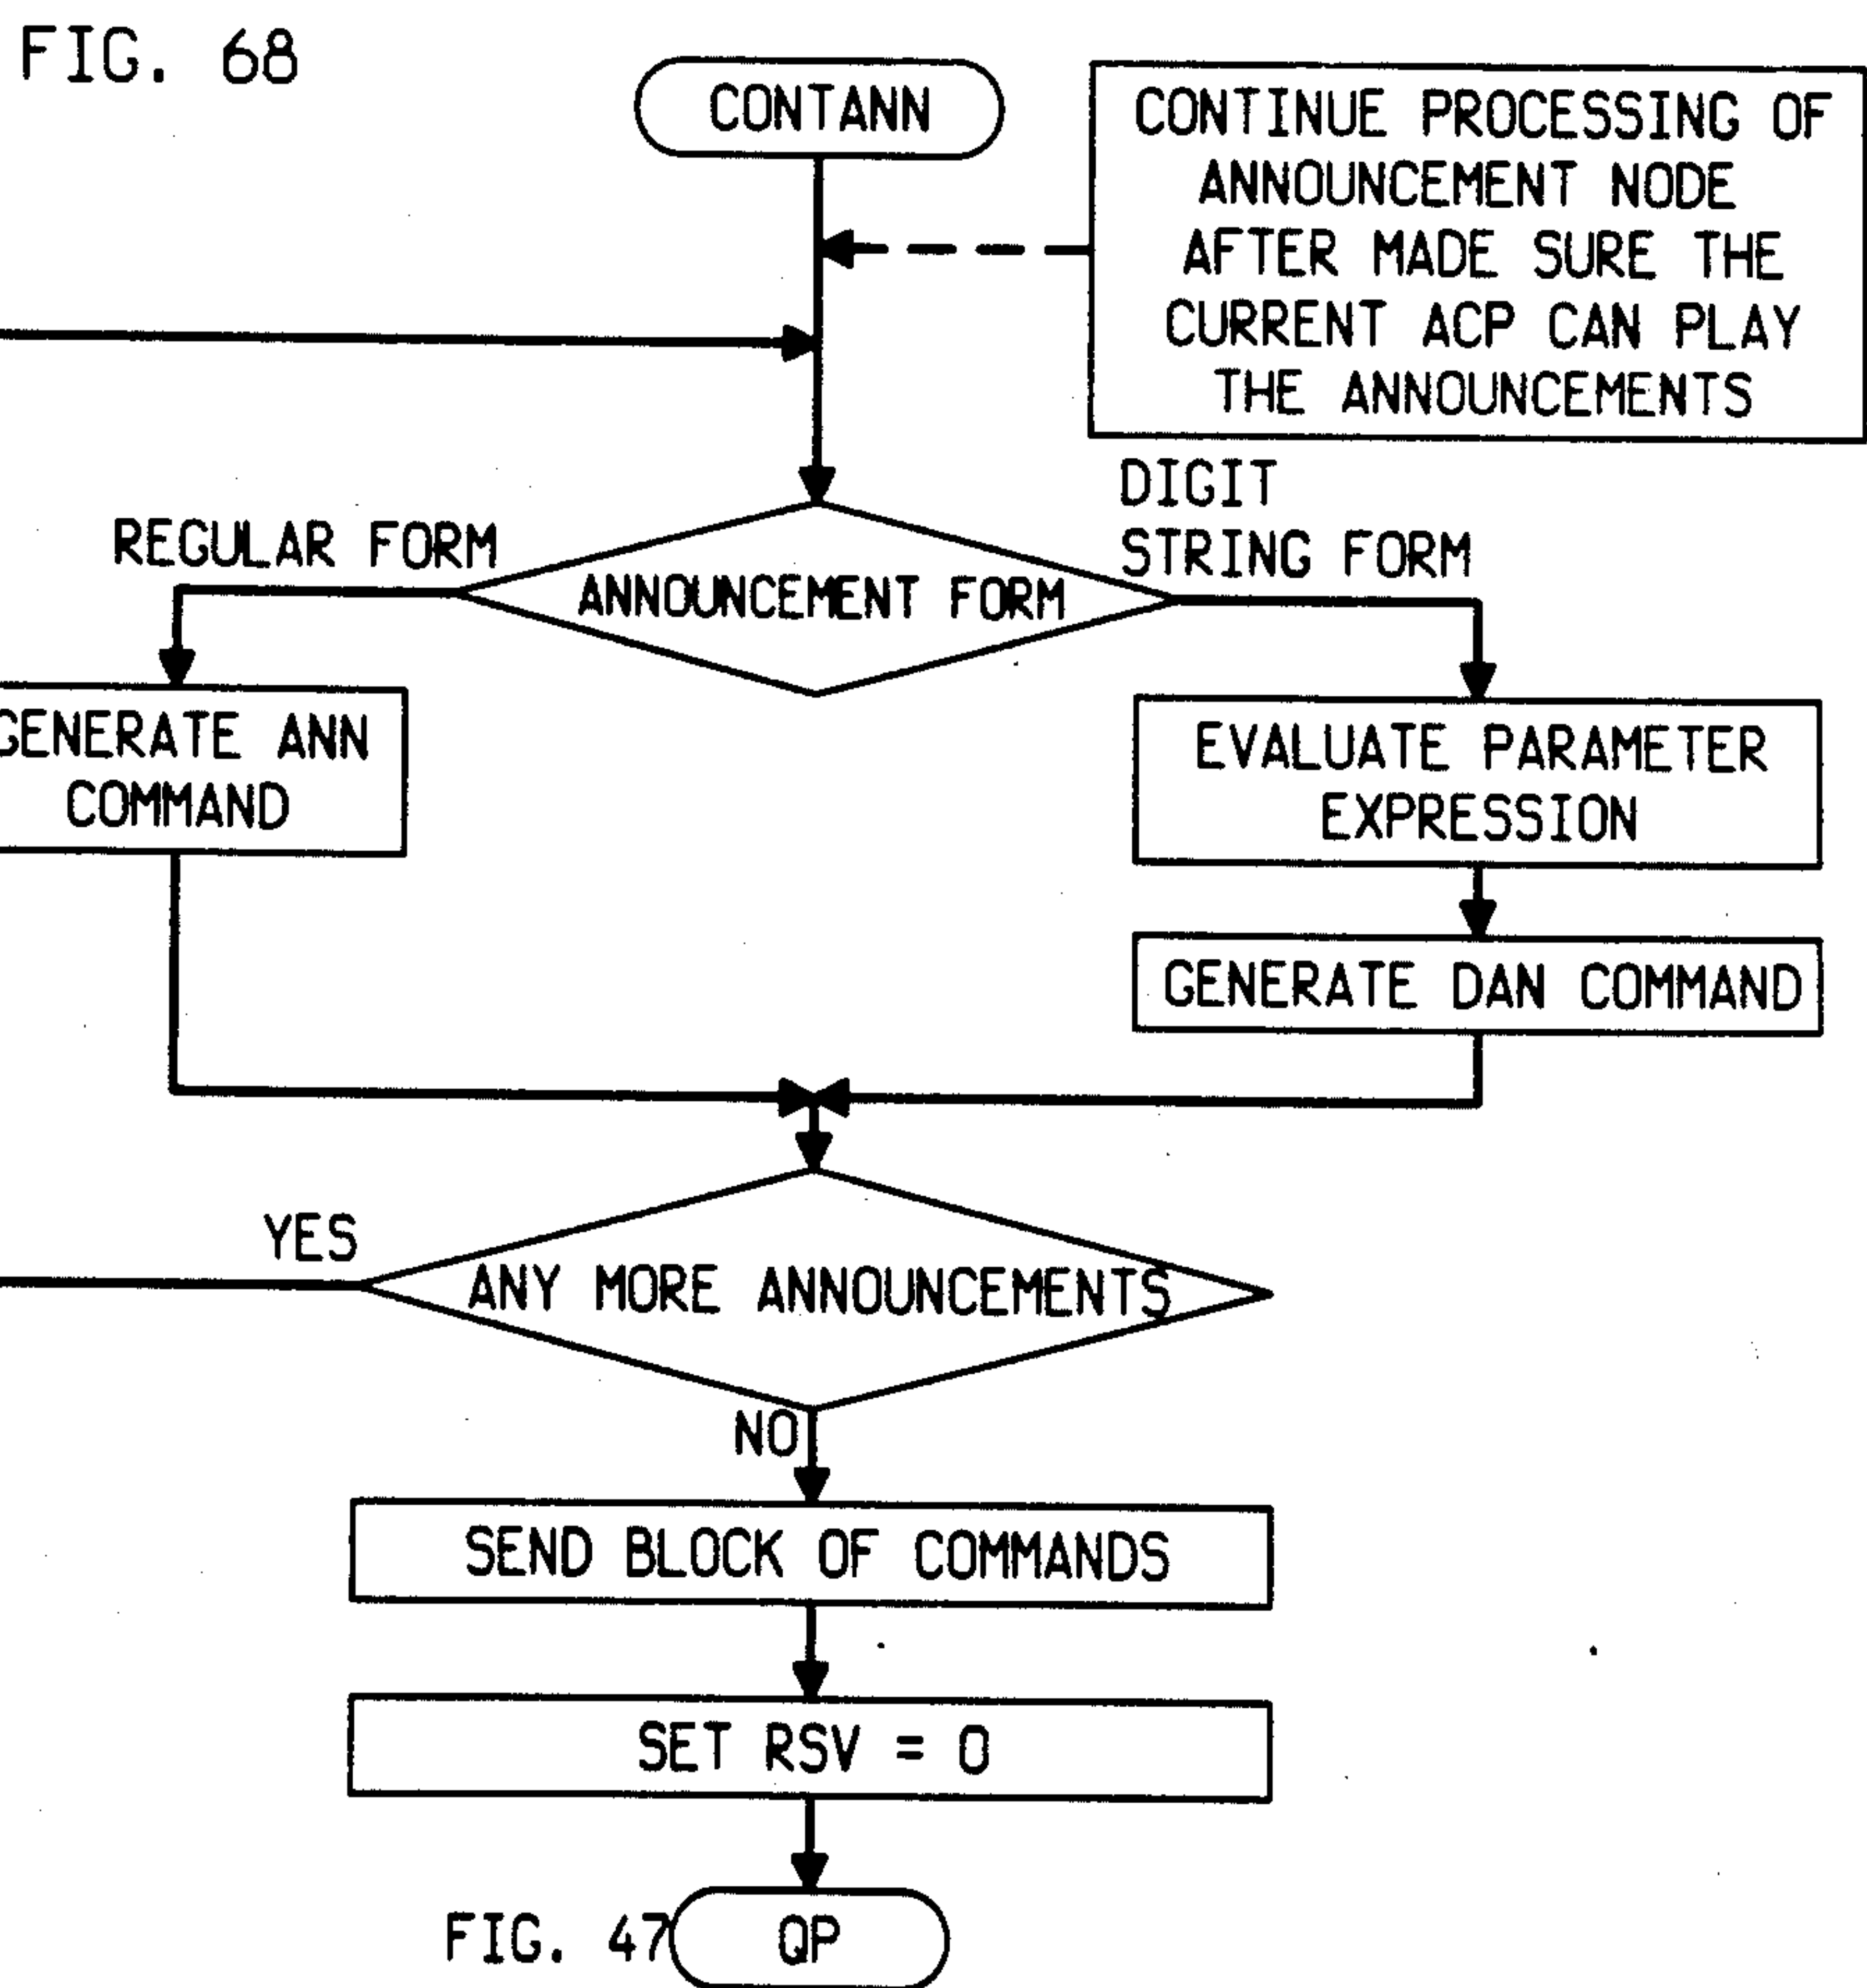 FIG. 68
CONTANN
CONTINUE PROCESSING OF
ANNOUNCEMENT NODE
AFTER MADE SURE THE
CURRENT ACP CAN PLAY
THE ANNOUNCEMENTS
DIGIT
STRING FORM
REGULAR FORM
ANNOUNCEMENT FORM
GENERATE ANN
COMMAND
EVALUATE PARAMETER
EXPRESSION
GENERATE DAN COMMAND
YES
ANY MORE ANNOUNCEMENTS
NO
SEND BLOCK OF COMMANDS
SET RSV = 0
FIG. 47
QP